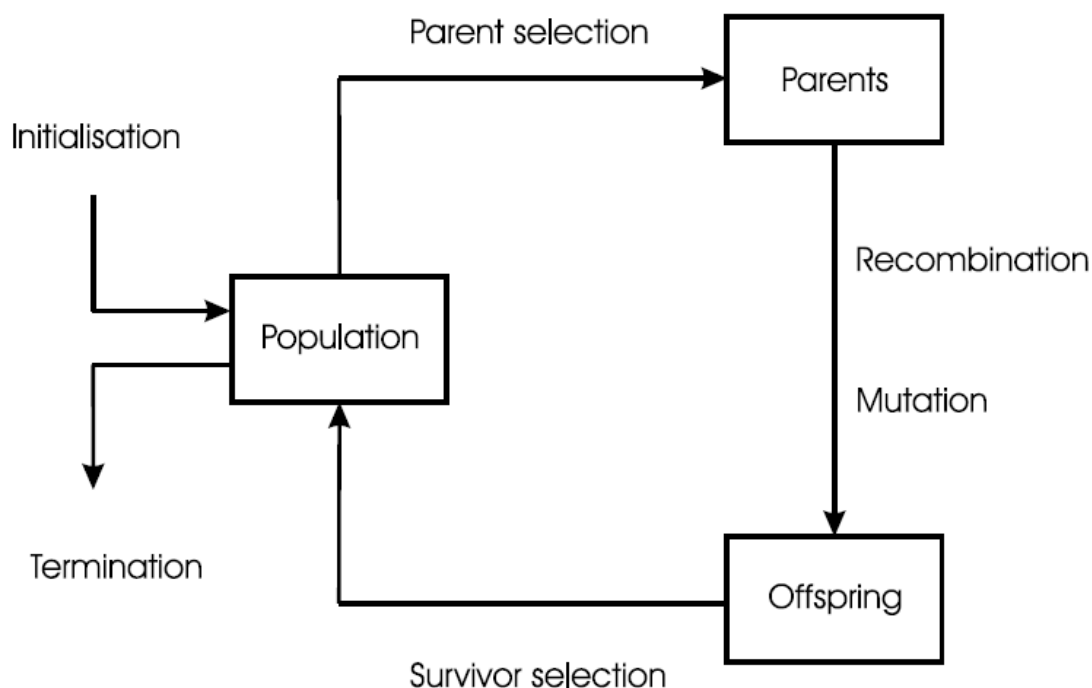 Parent selection
Parents
Initialisation
Recombination
Population
Mutation
Termination
Offspring
Survivor selection